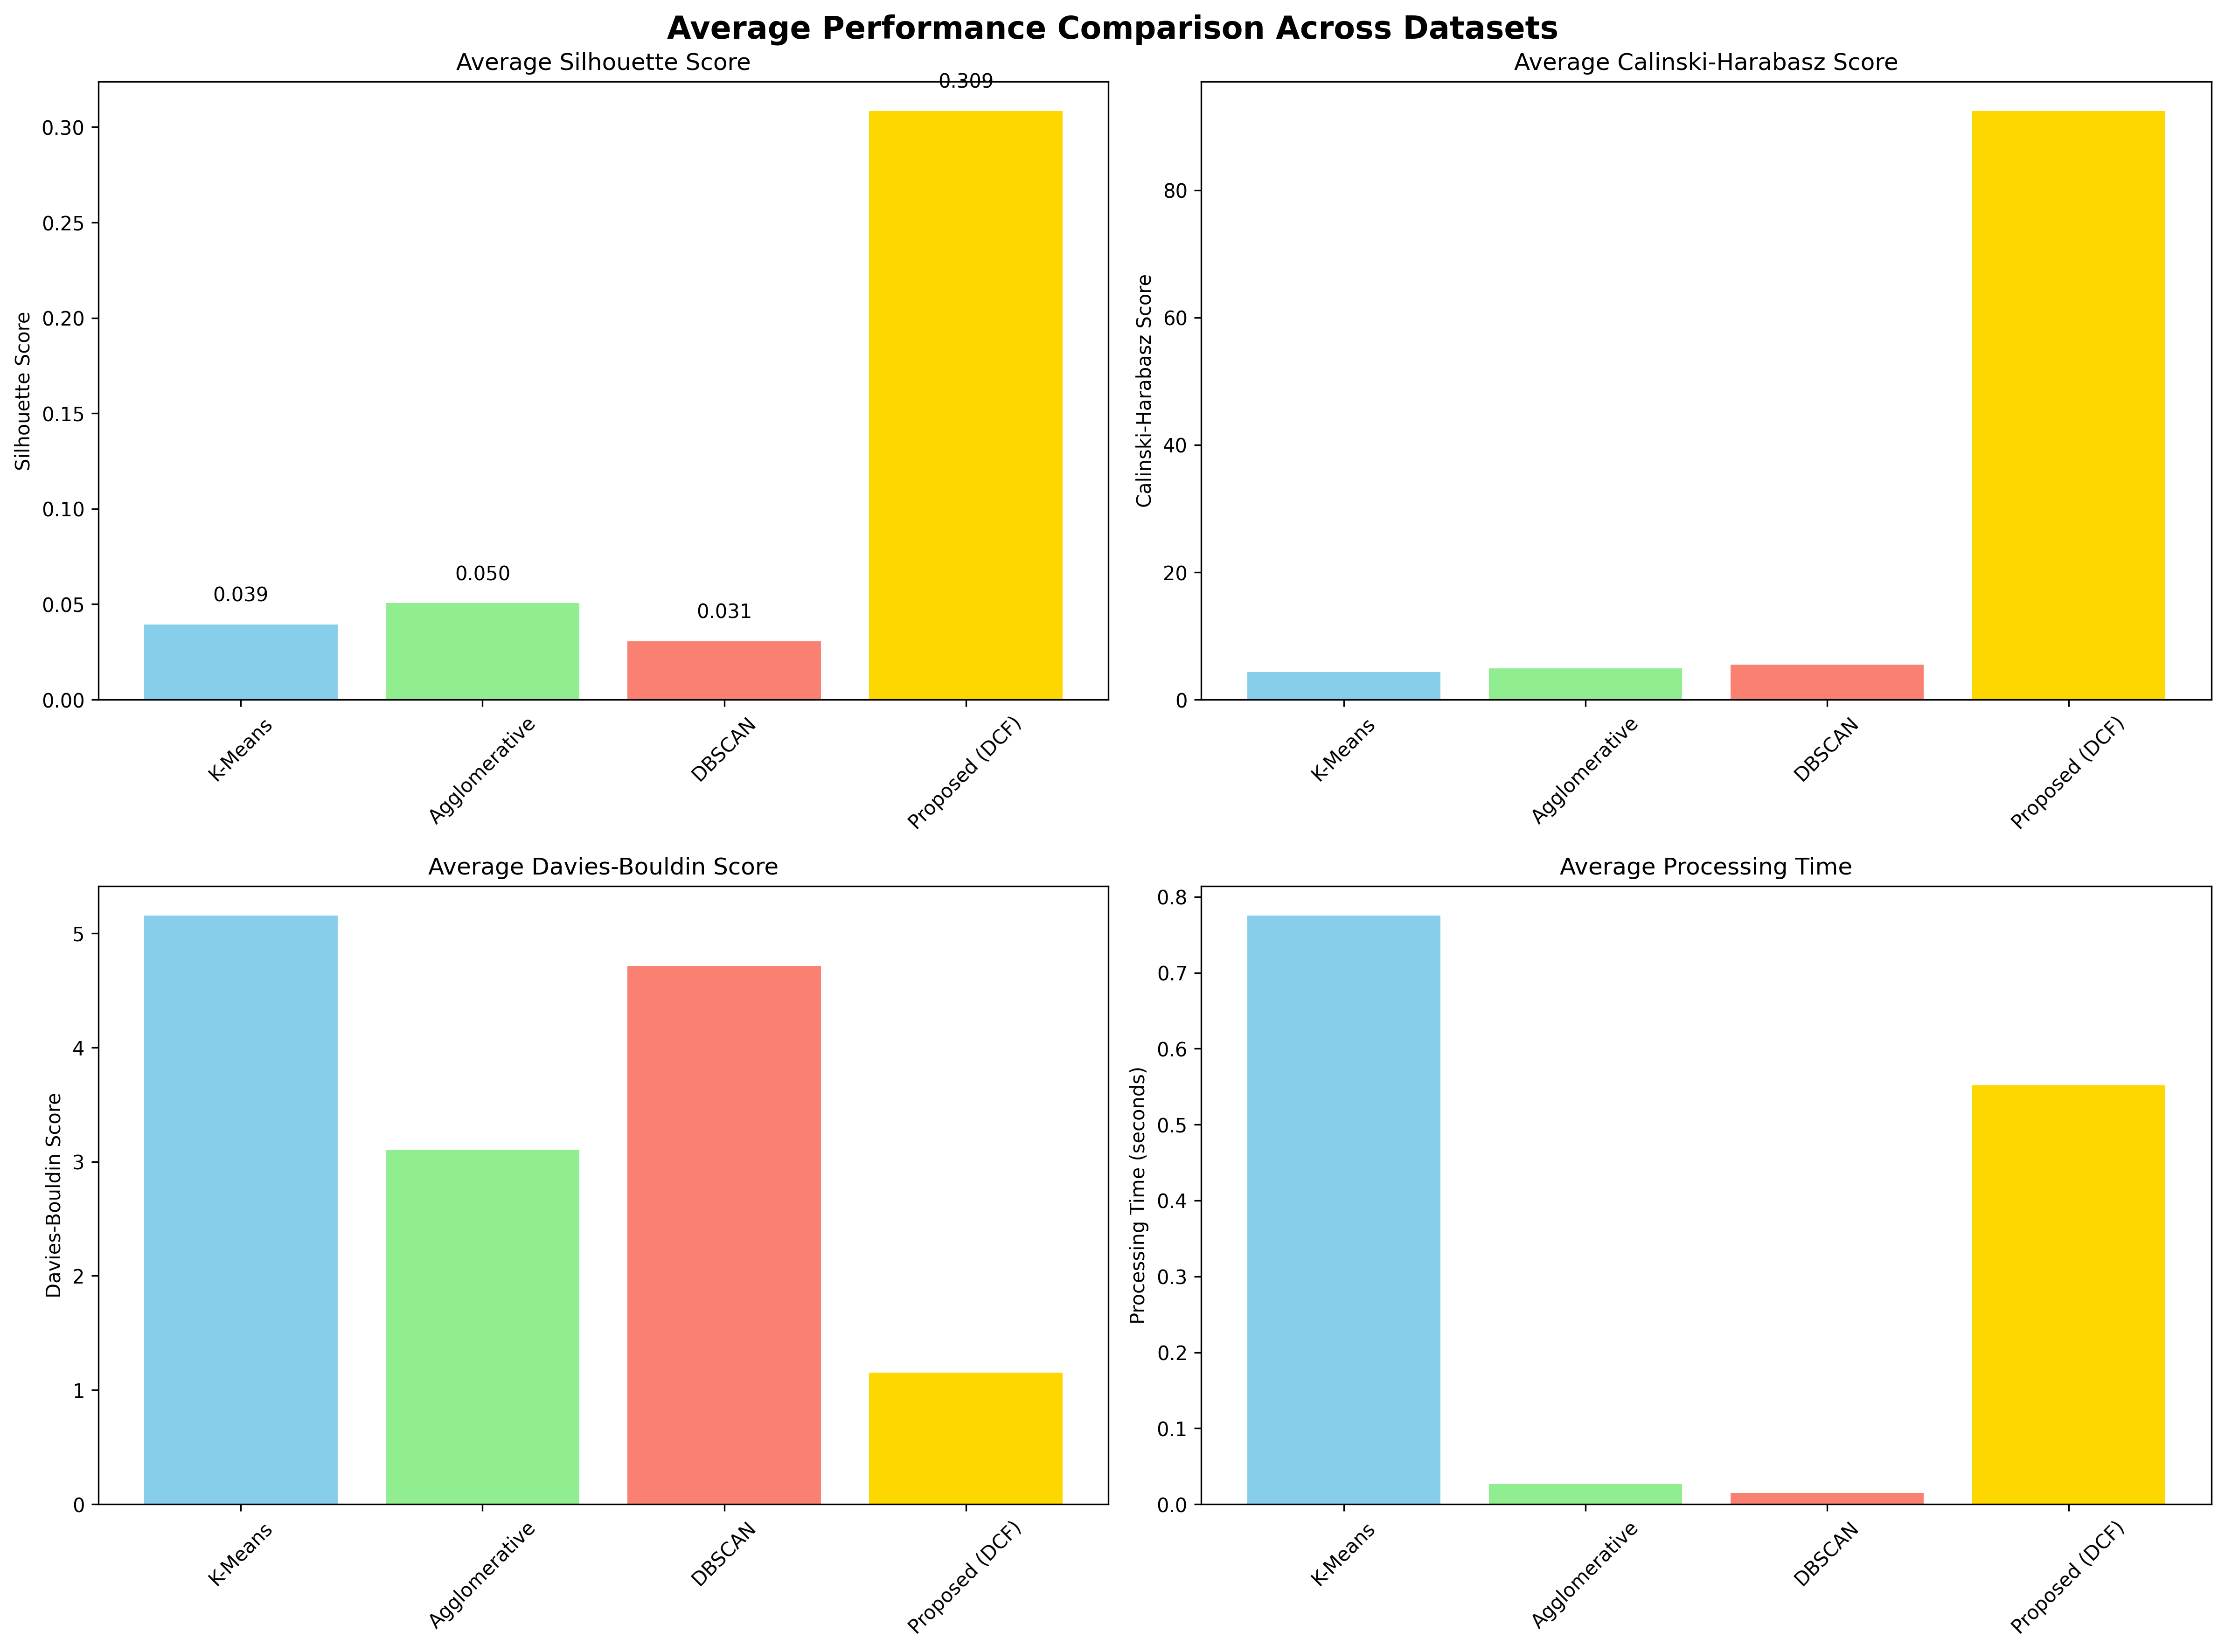 Average Performance Comparison Across Datasets
Average Silhouette Score
Silhouette Score
0.30
0.25
0.20
0.15
0.10
0.05
0.00
0.039
0.050
0.031
0.309
K-Means
Agglomerative
DBSCAN
Proposed (DCF)
Average Calinski-Harabasz Score
Calinski-Harabasz Score
80
60
40
20
0
K-Means
Agglomerative
DBSCAN
Proposed (DCF)
Average Davies-Bouldin Score
Davies-Bouldin Score
5
4
3
2
1
0
K-Means
Agglomerative
DBSCAN
Proposed (DCF)
Average Processing Time
Processing Time (seconds)
0.8
0.7
0.6
0.5
0.4
0.3
0.2
0.1
0.0
K-Means
Agglomerative
DBSCAN
Proposed (DCF)